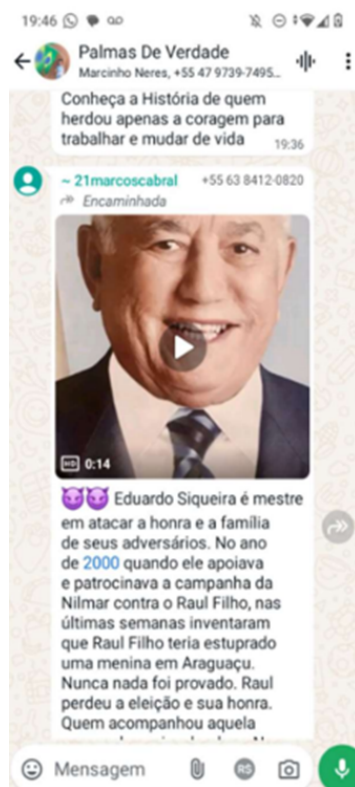 19:46
Palmas De Verdade
Marcinho Neres, +55 47 9739-7495...
Conheça a História de quem
herdou apenas a coragem para
trabalhar e mudar de vida
19:36
~ 21marcoscabral +55 63 8412-0820
Encaminhada
HD 0:14
😈😈 Eduardo Siqueira é mestre
em atacar a honra e a família
de seus adversários. No ano
de 2000 quando ele apoiava
e patrocinava a campanha da
Nilmar contra o Raul Filho, nas
últimas semanas inventaram
que Raul Filho teria estuprado
uma menina em Araguaçu.
Nunca nada foi provado. Raul
perdeu a eleição e sua honra.
Quem acompanhou aquela
Mensagem R$